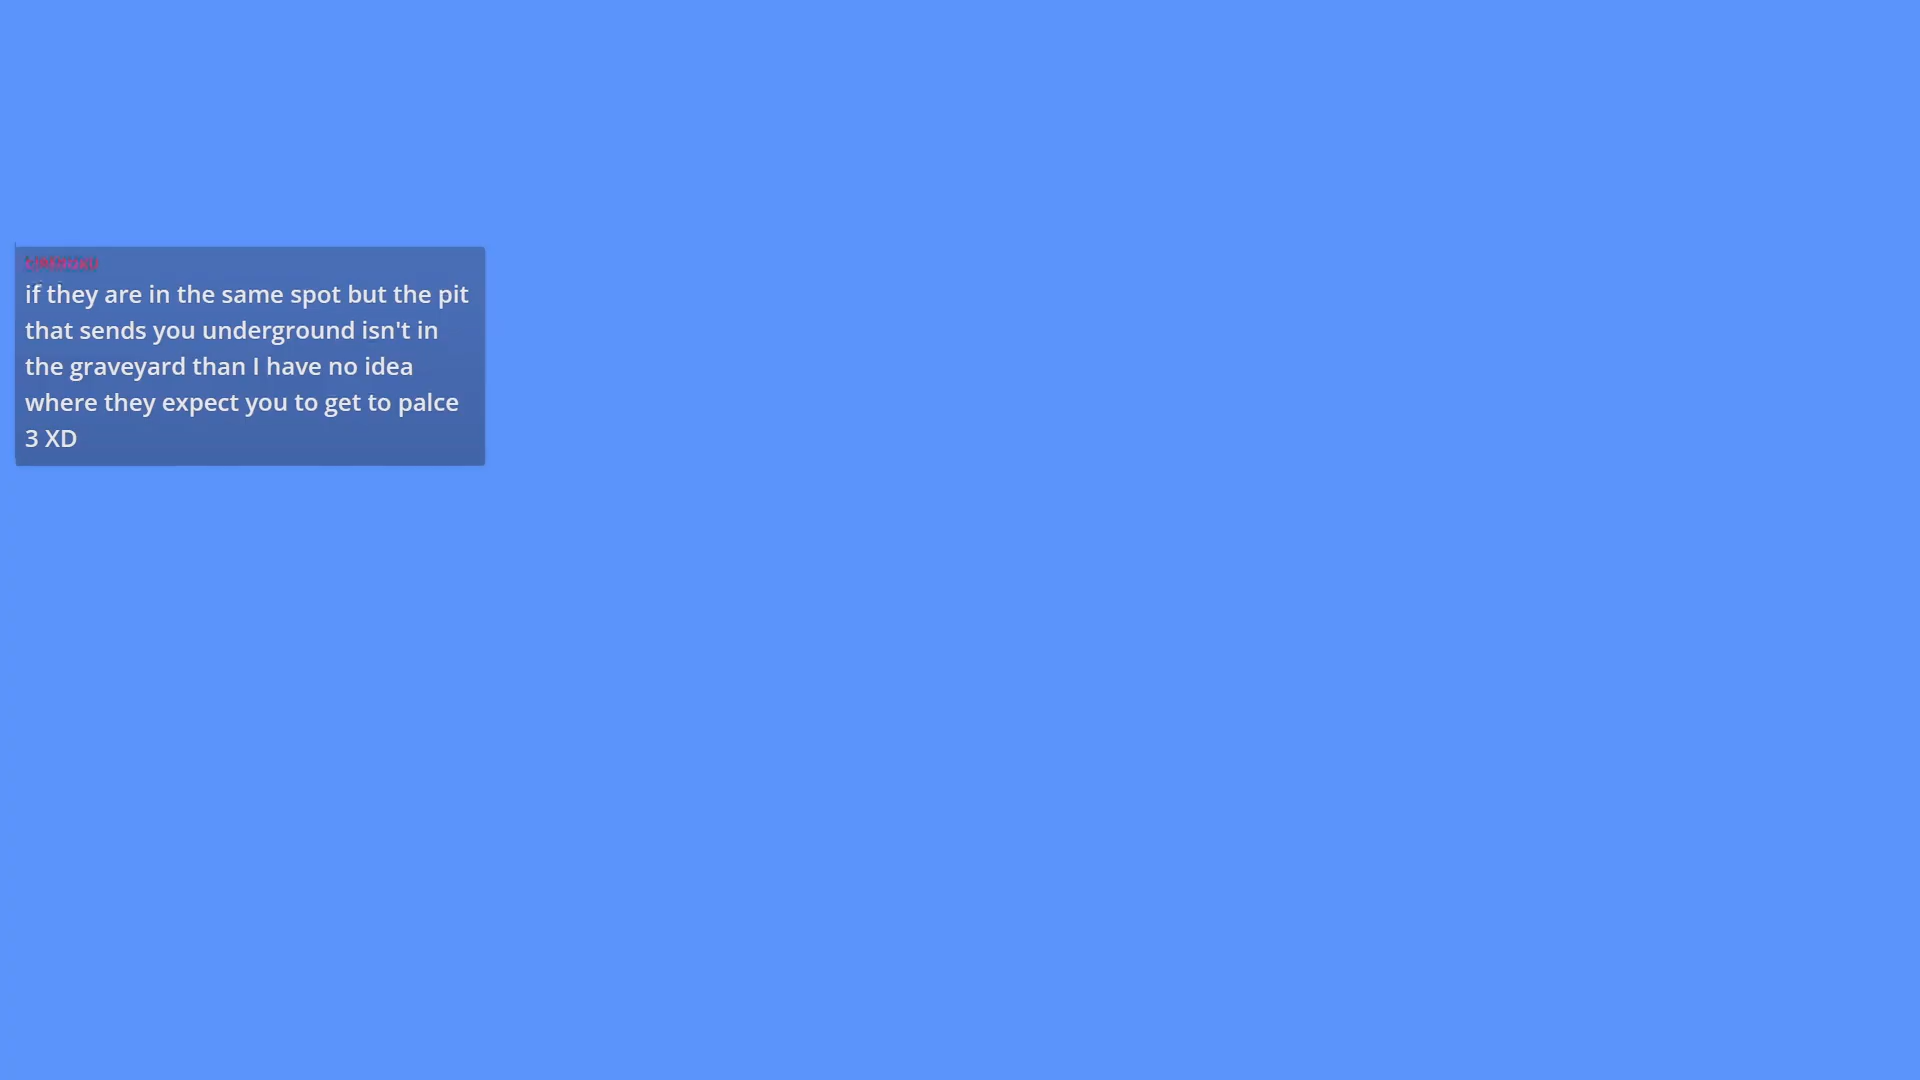 if they are in the same spot but the pit
that sends you underground isn't in
the graveyard than I have no idea
where they expect you to get to palce
3 XD